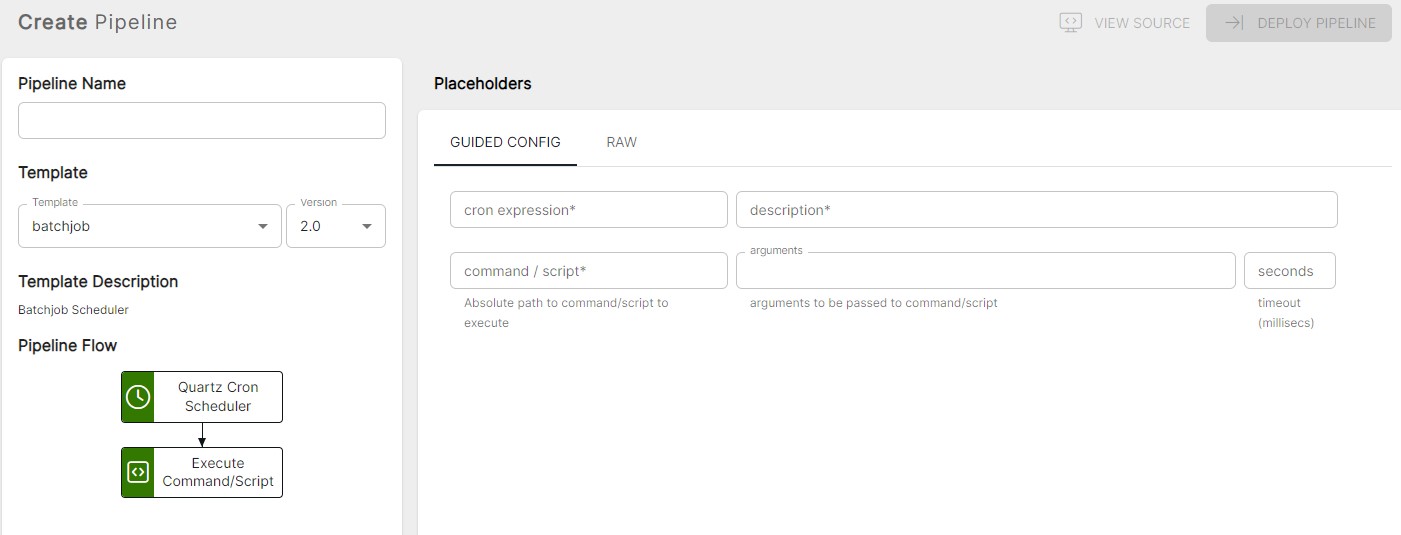 Create Pipeline
VIEW SOURCE
DEPLOY PIPELINE
Pipeline Name
Template
Template
batchjob
Version
2.0
Template Description
Batchjob Scheduler
Pipeline Flow
Quartz Cron
Scheduler
Execute
Command/Script
Placeholders
GUIDED CONFIG
RAW
cron expression*
description*
command / script*
Absolute path to command/script to
execute
arguments
arguments to be passed to command/script
seconds
timeout
(millisecs)